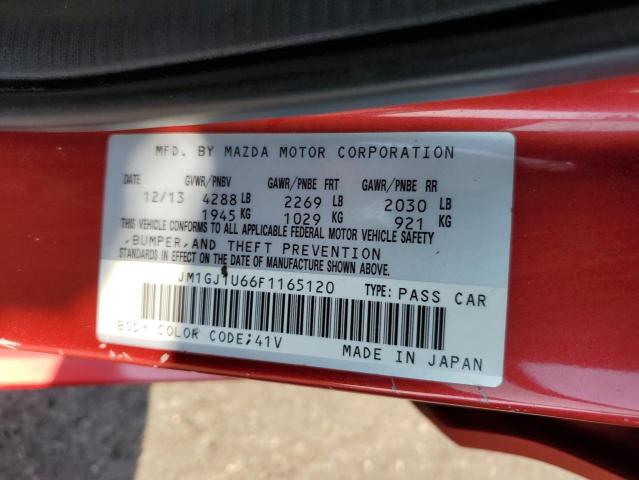 MFD. BY MAZDA MOTOR CORPORATION
DATE GVWR/PNBV GAWR/PNBE FRT GAWR/PNBE RR
12/13 4288 LB 2269 LB 2030 LB
1945 KG 1029 KG 921 KG
THIS VEHICLE CONFORMS TO ALL APPLICABLE FEDERAL MOTOR VEHICLE SAFETY
,BUMPER,AND THEFT PREVENTION
STANDARDS IN EFFECT ON THE DATE OF MANUFACTURE SHOWN ABOVE.
JM1GJ1U66F1165120 TYPE: PASS CAR
BODY COLOR CODE;41V MADE IN JAPAN